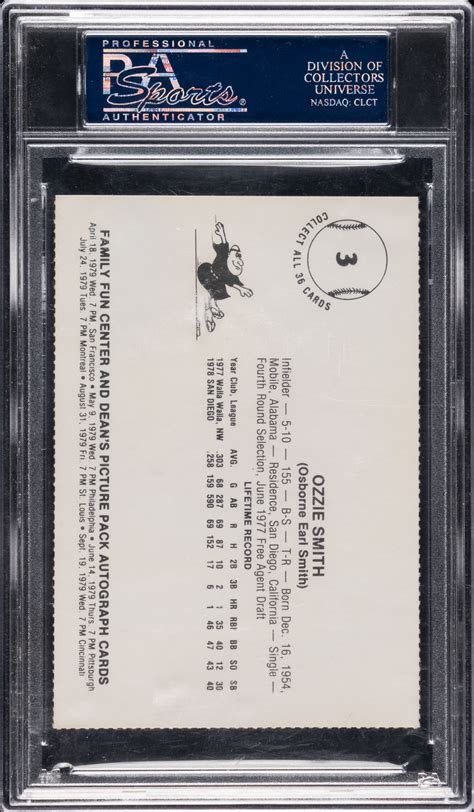 PROFESSIONAL
PSA
Sports®
AUTHENTICATOR
A
DIVISION OF
COLLECTORS
UNIVERSE
NASDAQ: CLCT
3
COLLECT ALL 36 CARDS
OZZIE SMITH
(Osborne Earl Smith)
Infielder — 5-10 — 155 — B-S — T-R — Born Dec. 16, 1954,
Mobile, Alabama — Residence, San Diego, California — Single —
Fourth Round Selection, June 1977 Free Agent Draft
LIFETIME RECORD
Year Club, League AVG. G AB R H 2B 3B HR RBI BB SO SB
1977 Walla Walla, NW .303 68 287 87 10 2 1 35 40 12 30
1978 SAN DIEGO .258 159 590 69 152 17 6 1 46 47 43 40
FAMILY FUN CENTER AND DEAN'S PICTURE PACK AUTOGRAPH CARDS
April 18, 1979 Wed. 7 PM San Francisco • May 9, 1979 Wed. 7 PM Philadelphia • June 14, 1979 Thurs. 7 PM Pittsburgh
July 24, 1979 Tues. 7 PM Montreal • August 31, 1979 Fri. 7 PM St. Louis • Sept. 19, 1979 Wed. 7 PM Cincinnati